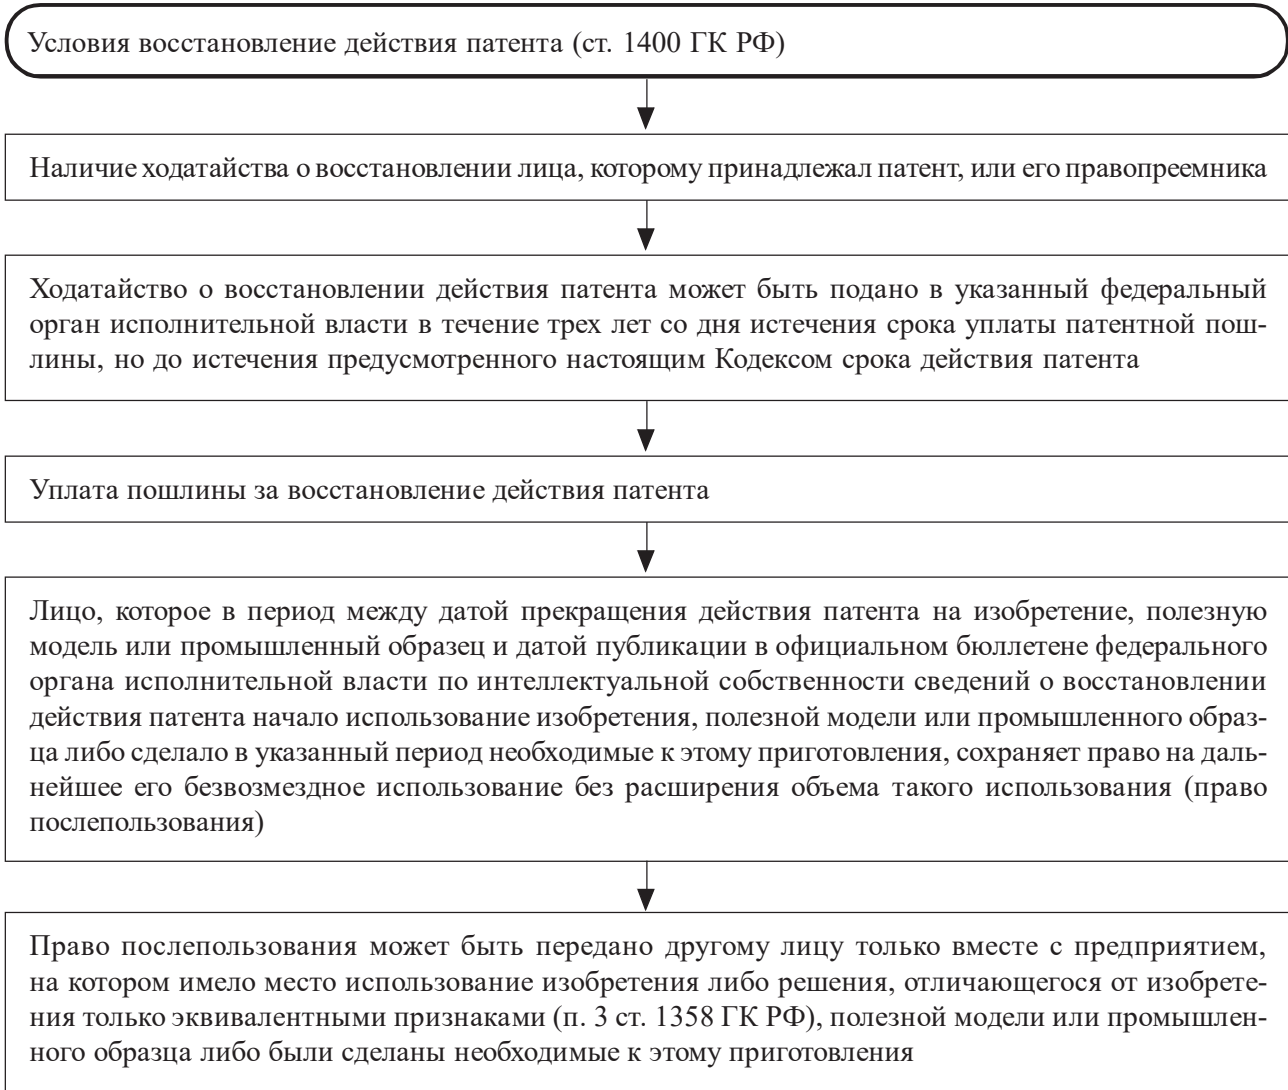 Условия восстановление действия патента (ст. 1400 ГК РФ)
Наличие ходатайства о восстановлении лица, которому принадлежал патент, или его правопреемника
Ходатайство о восстановлении действия патента может быть подано в указанный федеральный
орган исполнительной власти в течение трех лет со дня истечения срока уплаты патентной пош-
лины, но до истечения предусмотренного настоящим Кодексом срока действия патента
Уплата пошлины за восстановление действия патента
Лицо, которое в период между датой прекращения действия патента на изобретение, полезную
модель или промышленный образец и датой публикации в официальном бюллетене федерального
органа исполнительной власти по интеллектуальной собственности сведений о восстановлении
действия патента начало использование изобретения, полезной модели или промышленного образ-
ца либо сделало в указанный период необходимые к этому приготовления, сохраняет право на даль-
нейшее его безвозмездное использование без расширения объема такого использования (право
послепользования)
Право послепользования может быть передано другому лицу только вместе с предприятием,
на котором имело место использование изобретения либо решения, отличающегося от изобрете-
ния только эквивалентными признаками (п. 3 ст. 1358 ГК РФ), полезной модели или промышлен-
ного образца либо были сделаны необходимые к этому приготовления